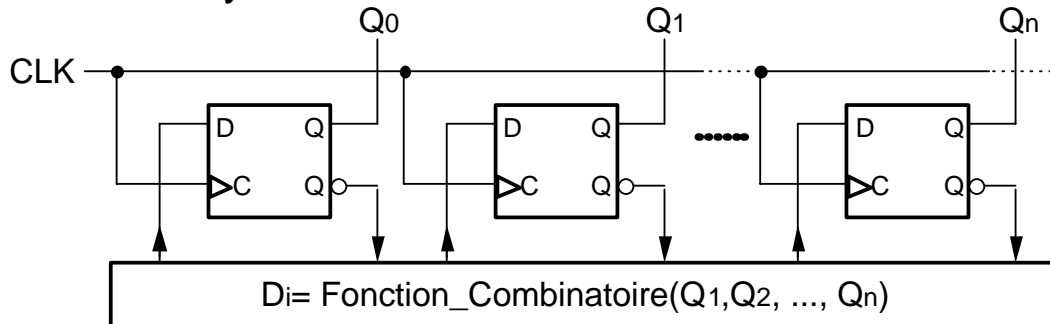 Q0 Q1 Qn
CLK
D Q D Q D Q
C Q C Q C Q
Di= Fonction_Combinatoire(Q1,Q2, ..., Qn)